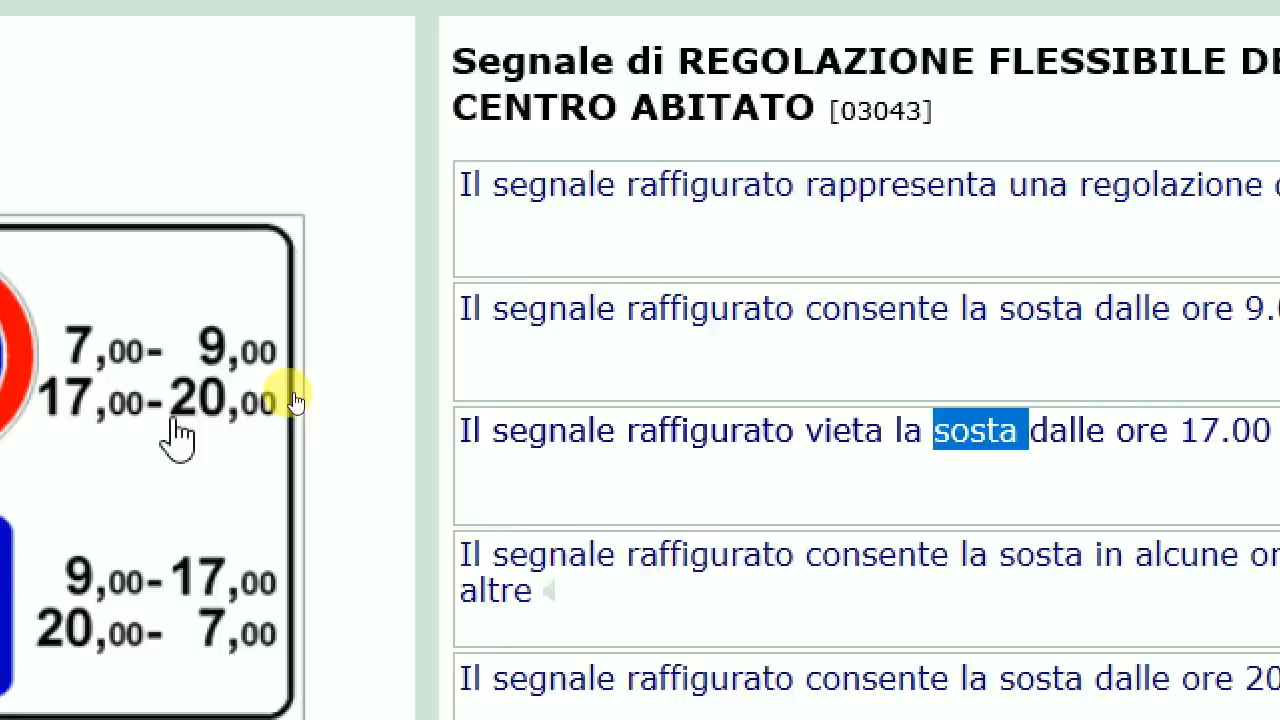 Segnale di REGOLAZIONE FLESSIBILE
CENTRO ABITATO [03043]
Il segnale raffigurato rappresenta una regolazione
Il segnale raffigurato consente la sosta dalle ore 9.
Il segnale raffigurato vieta la sosta dalle ore 17.00
Il segnale raffigurato consente la sosta in alcune
altre
Il segnale raffigurato consente la sosta dalle ore 20
7,00- 9,00
17,00-20,00
9,00-17,00
20,00- 7,00